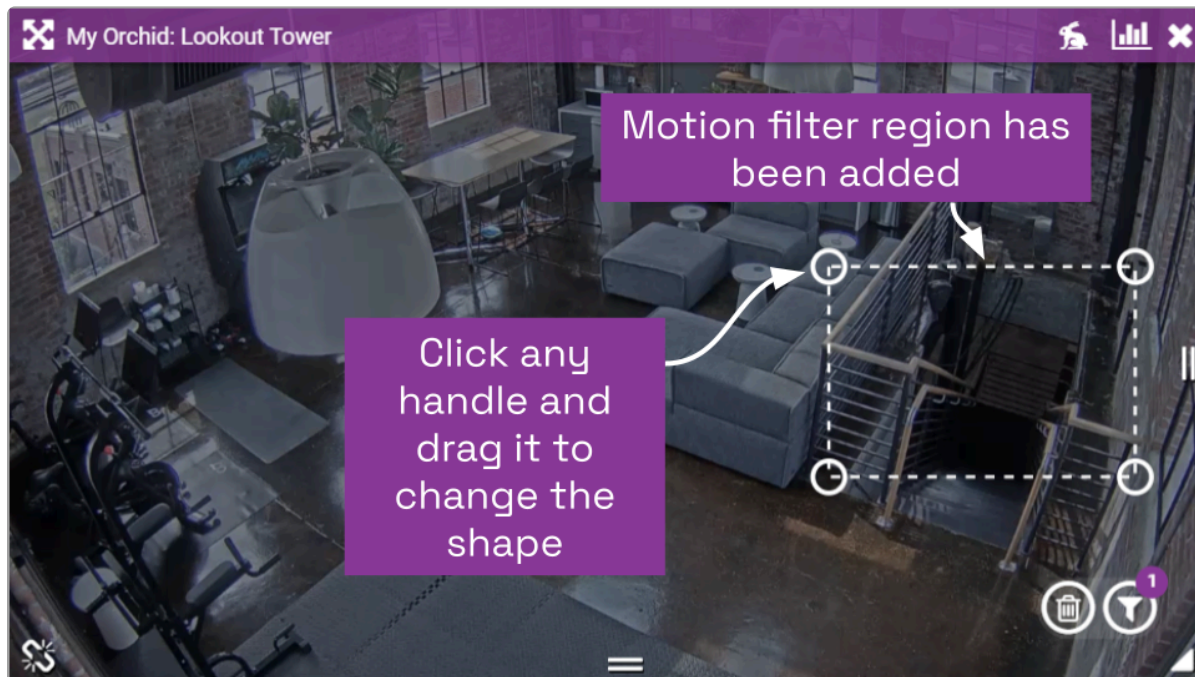 My Orchid: Lookout Tower
Motion filter region has
been added
Click any
handle and
drag it to
change the
shape
1